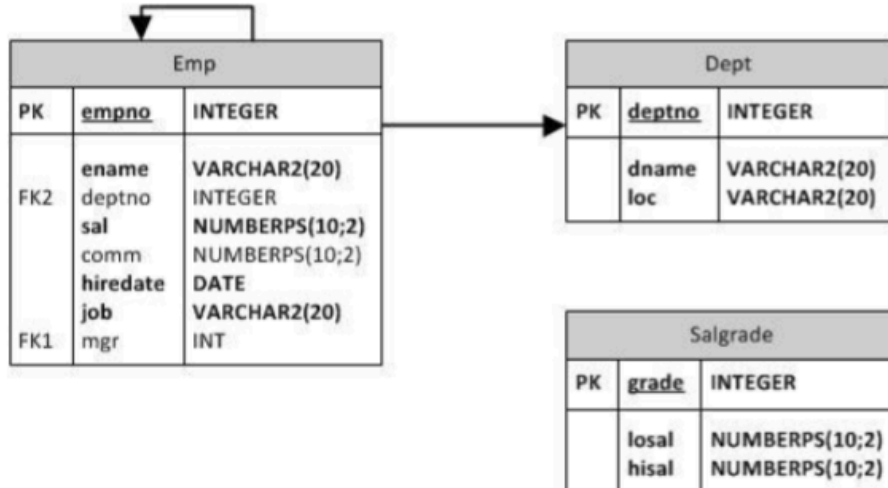 Emp
PK empno INTEGER
ename VARCHAR2(20)
FK2 deptno INTEGER
sal NUMBERPS(10;2)
comm NUMBERPS(10;2)
hiredate DATE
job VARCHAR2(20)
FK1 mgr INT
Dept
PK deptno INTEGER
dname VARCHAR2(20)
loc VARCHAR2(20)
Salgrade
PK grade INTEGER
losal NUMBERPS(10;2)
hisal NUMBERPS(10;2)